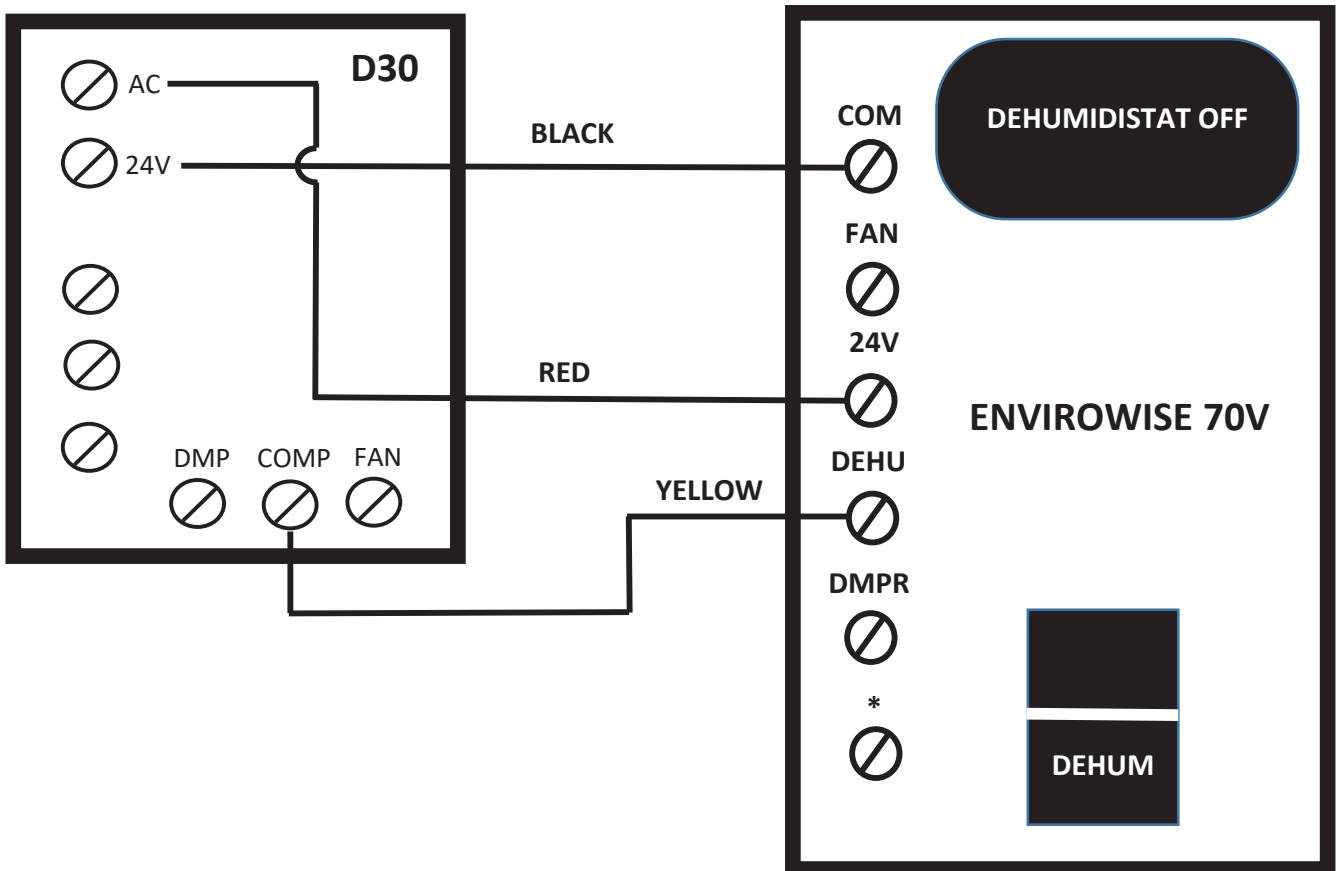 D30
AC
24V
DMP COMP FAN
BLACK
RED
YELLOW
COM
FAN
24V
DEHU
DMPR
*
DEHUMIDISTAT OFF
ENVIROWISE 70V
DEHUM